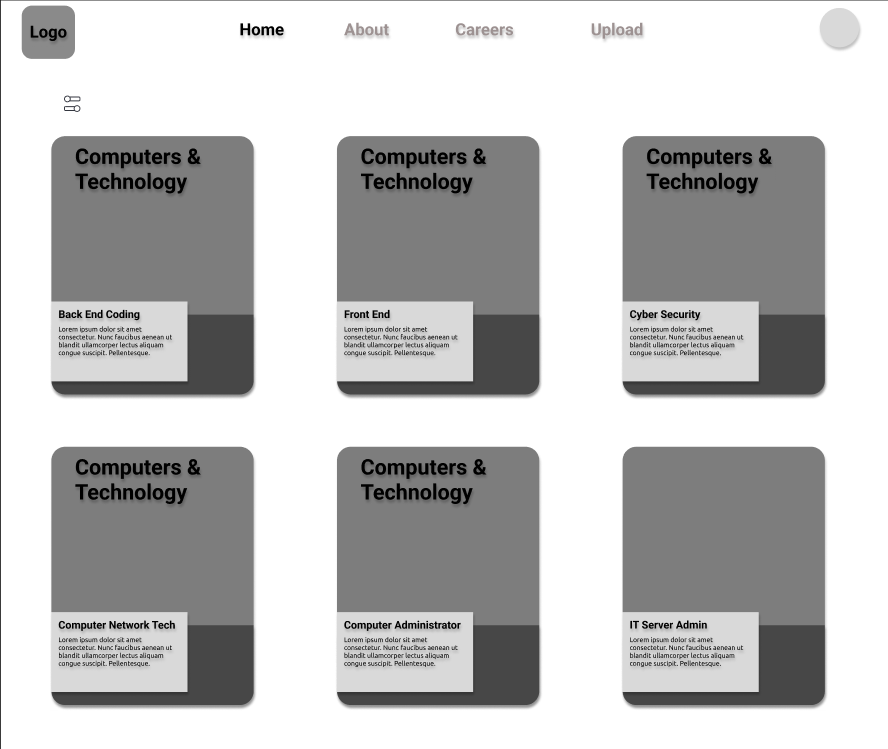 Logo
Home
About
Careers
Upload
Computers &
Technology
Back End Coding
Lorem ipsum dolor sit amet
consectetur. Nunc faucibus aenean ut
blandit ullamcorper lectus aliquam
congue suscipit. Pellentesque.
Computers &
Technology
Front End
Lorem ipsum dolor sit amet
consectetur. Nunc faucibus aenean ut
blandit ullamcorper lectus aliquam
congue suscipit. Pellentesque.
Computers &
Technology
Cyber Security
Lorem ipsum dolor sit amet
consectetur. Nunc faucibus aenean ut
blandit ullamcorper lectus aliquam
congue suscipit. Pellentesque.
Computers &
Technology
Computer Network Tech
Lorem ipsum dolor sit amet
consectetur. Nunc faucibus aenean ut
blandit ullamcorper lectus aliquam
congue suscipit. Pellentesque.
Computers &
Technology
Computer Administrator
Lorem ipsum dolor sit amet
consectetur. Nunc faucibus aenean ut
blandit ullamcorper lectus aliquam
congue suscipit. Pellentesque.
IT Server Admin
Lorem ipsum dolor sit amet
consectetur. Nunc faucibus aenean ut
blandit ullamcorper lectus aliquam
congue suscipit. Pellentesque.